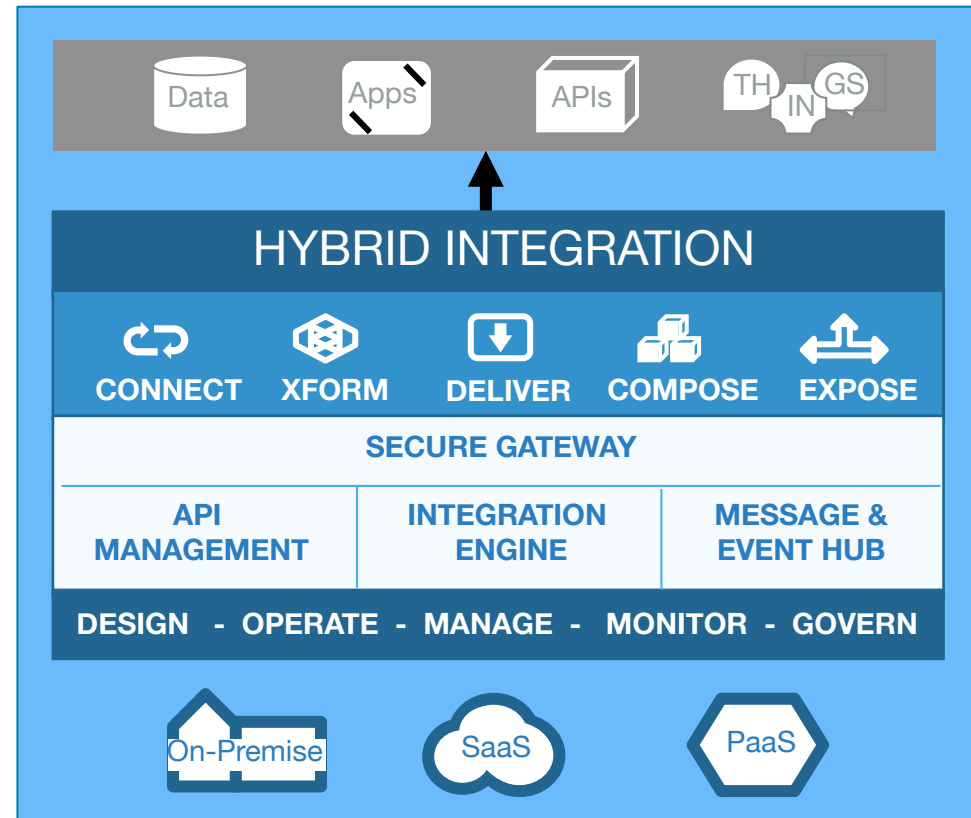 Data Apps APIs TH IN GS
HYBRID INTEGRATION
CONNECT XFORM DELIVER COMPOSE EXPOSE
SECURE GATEWAY
API
MANAGEMENT
INTEGRATION
ENGINE
MESSAGE &
EVENT HUB
DESIGN - OPERATE - MANAGE - MONITOR - GOVERN
On-Premise SaaS PaaS